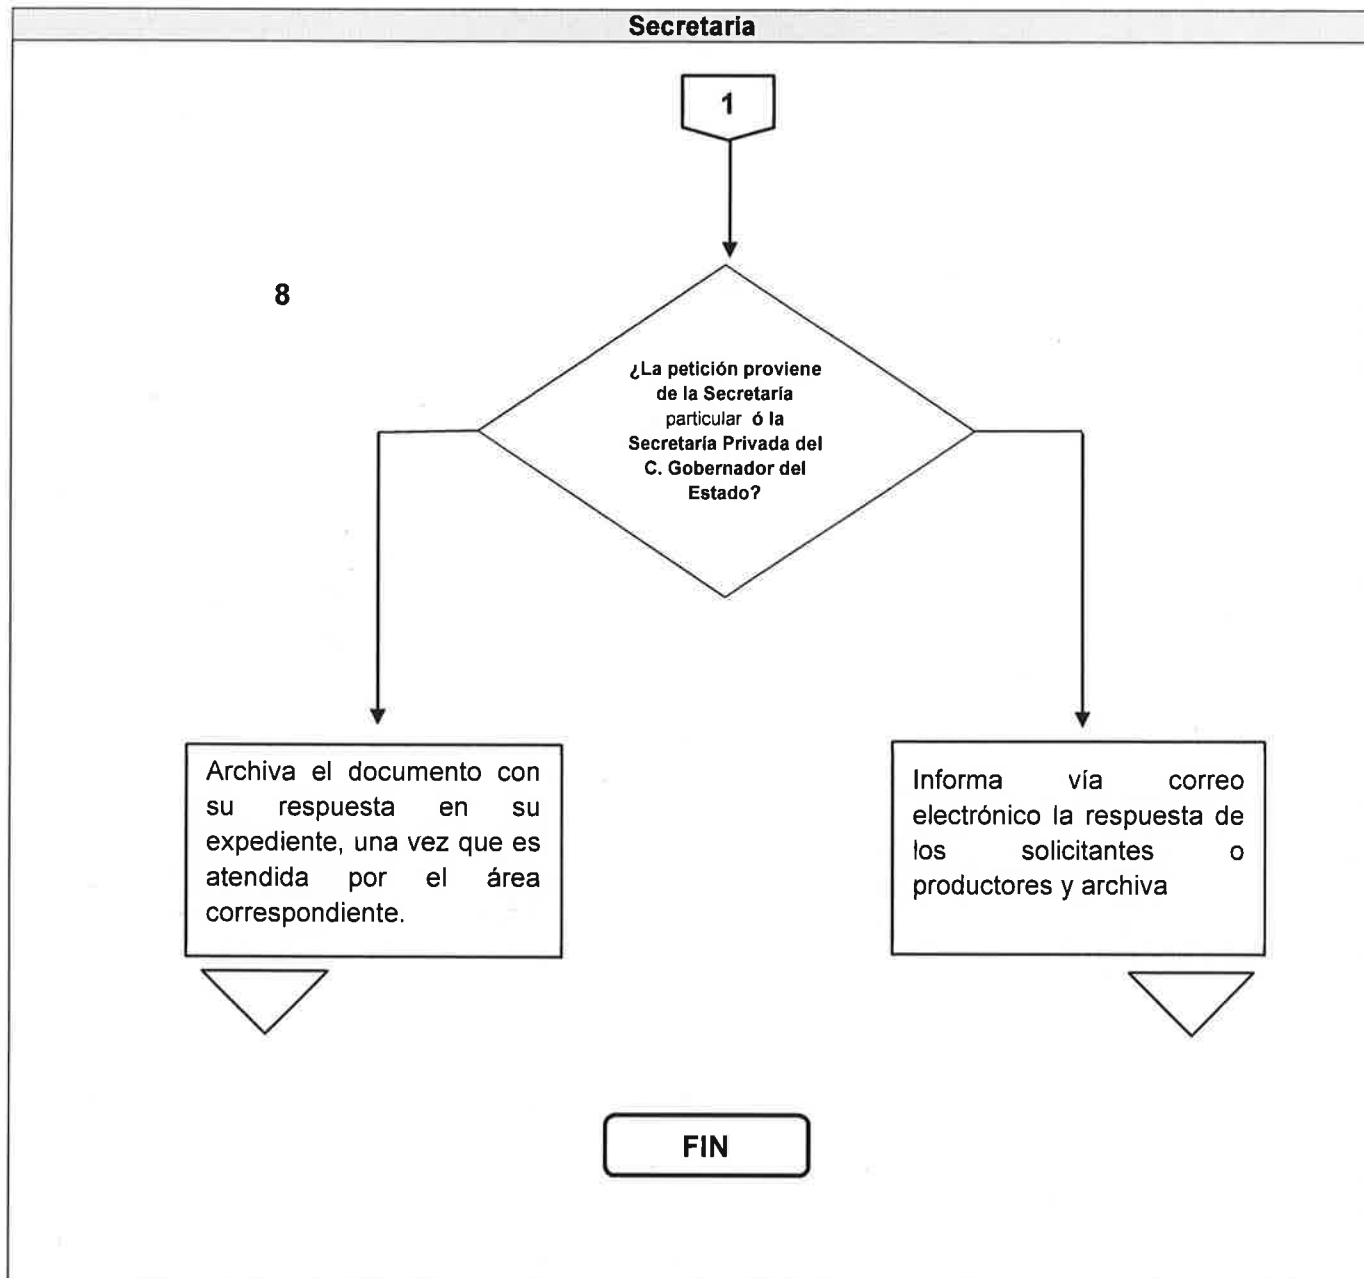 Secretaria
1
8
¿La petición proviene
de la Secretaría
particular ó la
Secretaría Privada del
C. Gobernador del
Estado?
Archiva el documento con
su respuesta en su
expediente, una vez que es
atendida por el área
correspondiente.
Informa vía correo
electrónico la respuesta de
los solicitantes o
productores y archiva
FIN